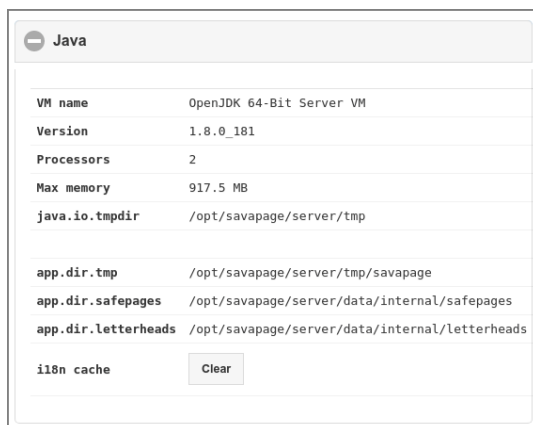 Java
VM name OpenJDK 64-Bit Server VM
Version 1.8.0_181
Processors 2
Max memory 917.5 MB
java.io.tmpdir /opt/savapage/server/tmp
app.dir.tmp /opt/savapage/server/tmp/savapage
app.dir.safepages /opt/savapage/server/data/internal/safepages
app.dir.letterheads /opt/savapage/server/data/internal/letterheads
i18n cache Clear